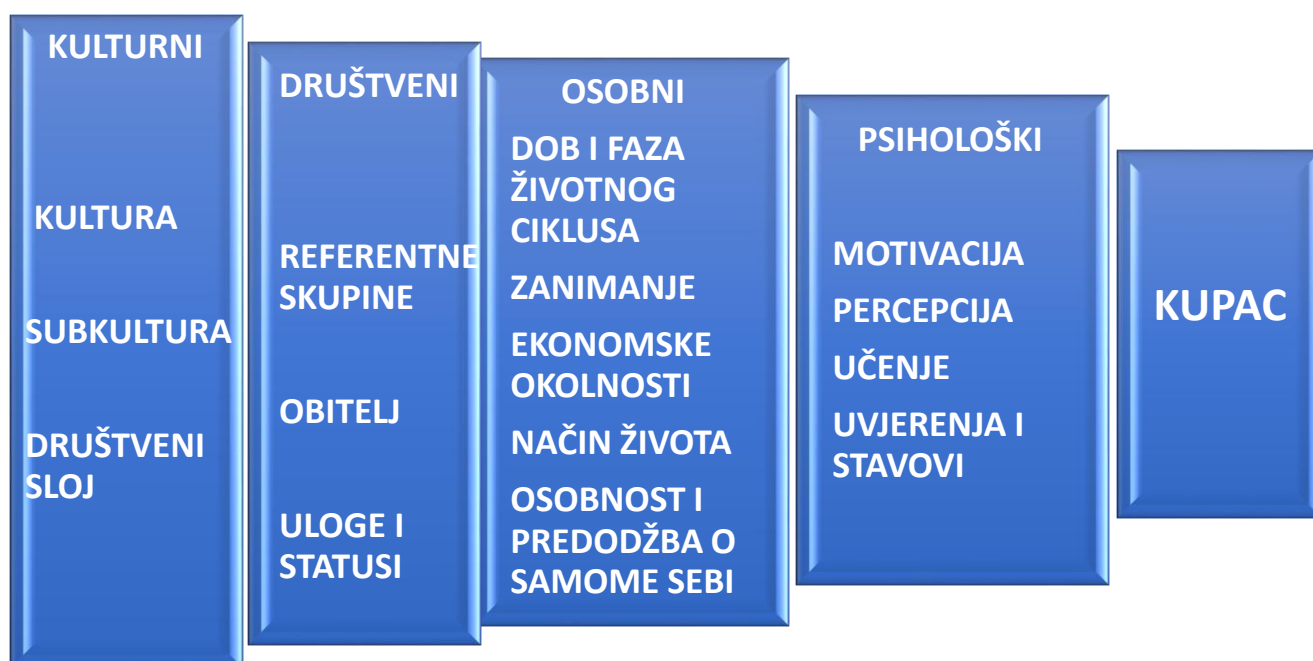 KULTURNI
KULTURA
SUBKULTURA
DRUŠTVENI
SLOJ
DRUŠTVENI
REFERENTNE
SKUPINE
OBITELJ
ULOGE I
STATUSI
OSOBNI
DOB I FAZA
ŽIVOTNOG
CIKLUSA
ZANIMANJE
EKONOMSKE
OKOLNOSTI
NAČIN ŽIVOTA
OSOBNOST I
PREDODŽBA O
SAMOME SEBI
PSIHOLOŠKI
MOTIVACIJA
PERCEPCIJA
UČENJE
UVJERENJA I
STAVOVI
KUPAC